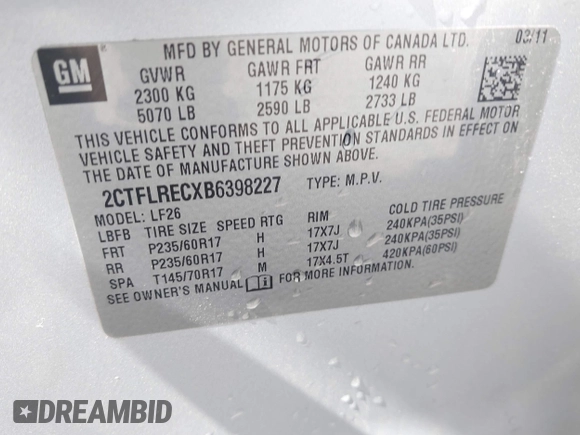 GM
MFD BY GENERAL MOTORS OF CANADA LTD. 03/11
GVWR GAWR FRT GAWR RR
2300 KG 1175 KG 1240 KG
5070 LB 2590 LB 2733 LB
THIS VEHICLE CONFORMS TO ALL APPLICABLE U.S. FEDERAL MOTOR
VEHICLE SAFETY AND THEFT PREVENTION STANDARDS IN EFFECT ON
THE DATE OF MANUFACTURE SHOWN ABOVE.
2CTFLRECXB6398227 TYPE: M.P.V.
MODEL: LF26
LBFB TIRE SIZE SPEED RTG RIM COLD TIRE PRESSURE
FRT P235/60R17 H 17X7J 240KPA(35PSI)
RR P235/60R17 H 17X7J 240KPA(35PSI)
SPA T145/70R17 M 17X4.5T 420KPA(60PSI)
SEE OWNER'S MANUAL FOR MORE INFORMATION.
DREAMBID